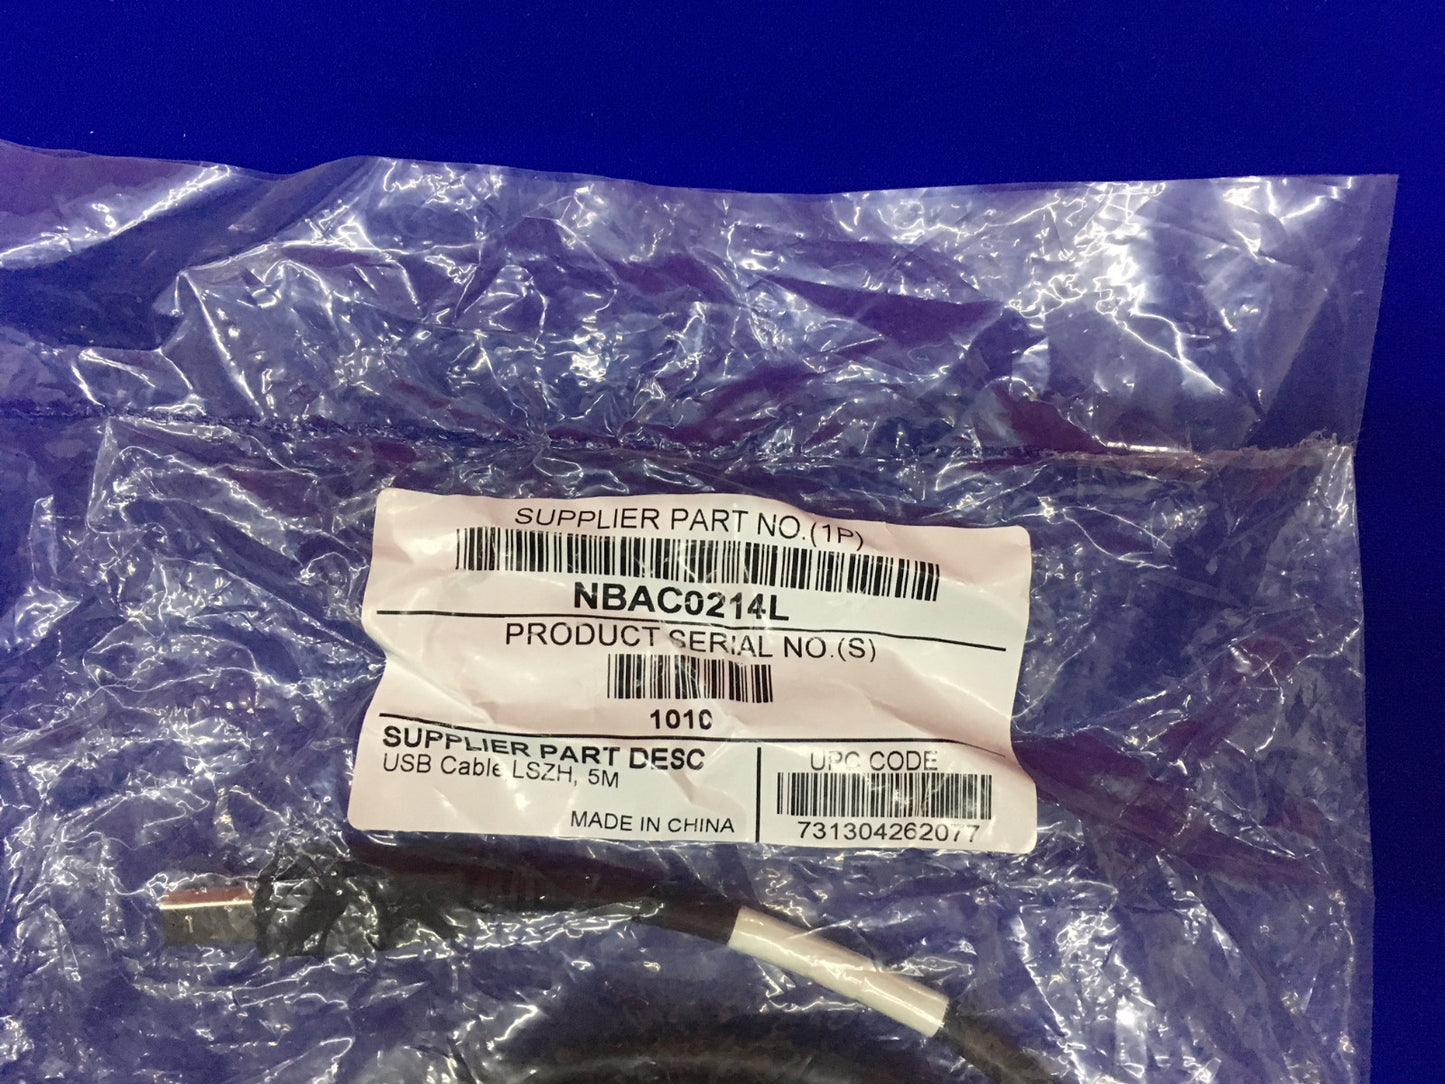 SUPPLIER PART NO.(1P)
NBAC0214L
PRODUCT SERIAL NO.(S)
1010
SUPPLIER PART DESC
USB Cable LSZH, 5M
MADE IN CHINA
UPC CODE
731304262077